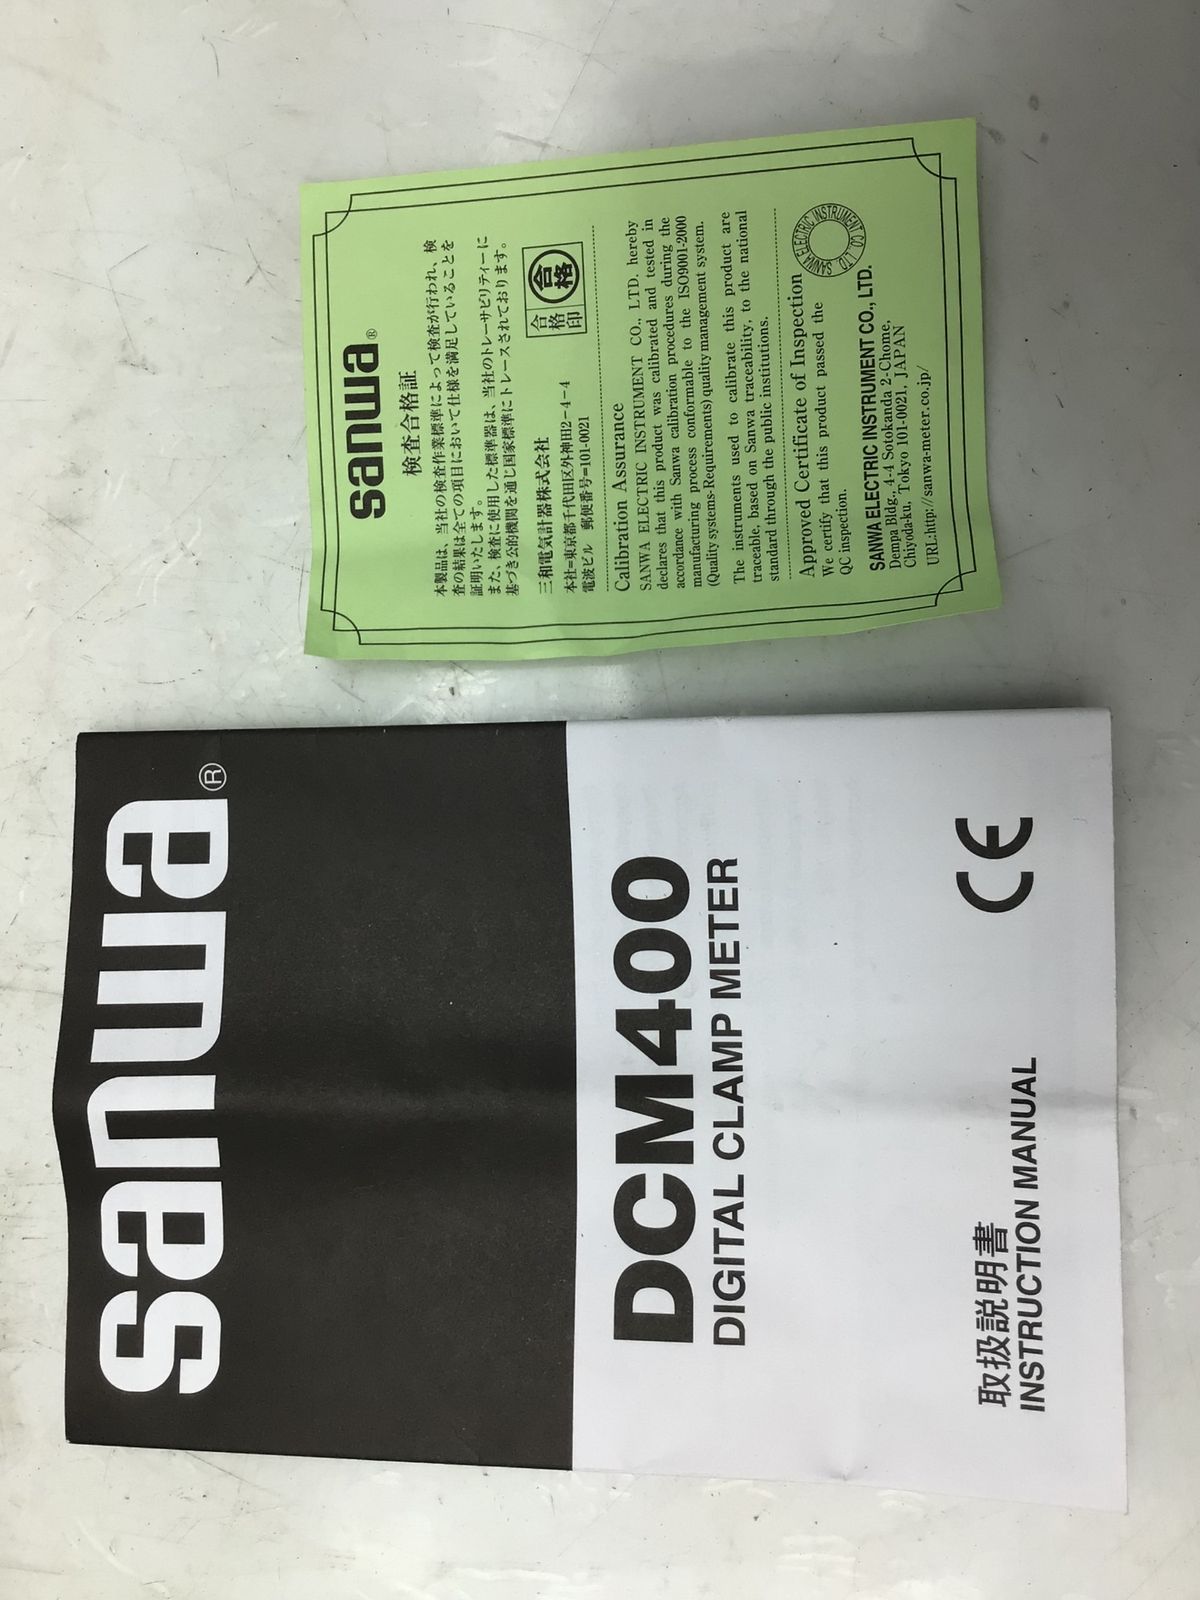 sanwa®
DCM400
DIGITAL CLAMP METER
取扱説明書
INSTRUCTION MANUAL
CE
sanwa®
検査合格証
本製品は、当社の検査作業標準によって検査が行われ、検
査の結果は全ての項目において仕様を満足していることを
証明いたします。
また、検査に使用した標準器は、当社のトレーサビリティーに
基づき公的機関を通じ国家標準にトレースされております。
三和電気計器株式会社
本社=東京都千代田区外神田2-4-4
電波ビル 郵便番号=101-0021
合格印
合格
Calibration Assurance
SANWA ELECTRIC INSTRUMENT CO., LTD. hereby
declares that this product was calibrated and tested in
accordance with Sanwa calibration procedures during the
manufacturing process conformable to the ISO9001-2000
(Quality systems-Requirements) quality management system.
The instruments used to calibrate this product are
traceable, based on Sanwa traceability, to the national
standard through the public institutions.
Approved Certificate of Inspection
We certify that this product passed the
QC inspection.
SANWA ELECTRIC INSTRUMENT CO., LTD.
SANWA ELECTRIC INSTRUMENT CO., LTD.
Dempa Bldg., 4-4 Sotokanda 2-Chome,
Chiyoda-ku, Tokyo 101-0021, JAPAN
URL:http://sanwa-meter.co.jp/